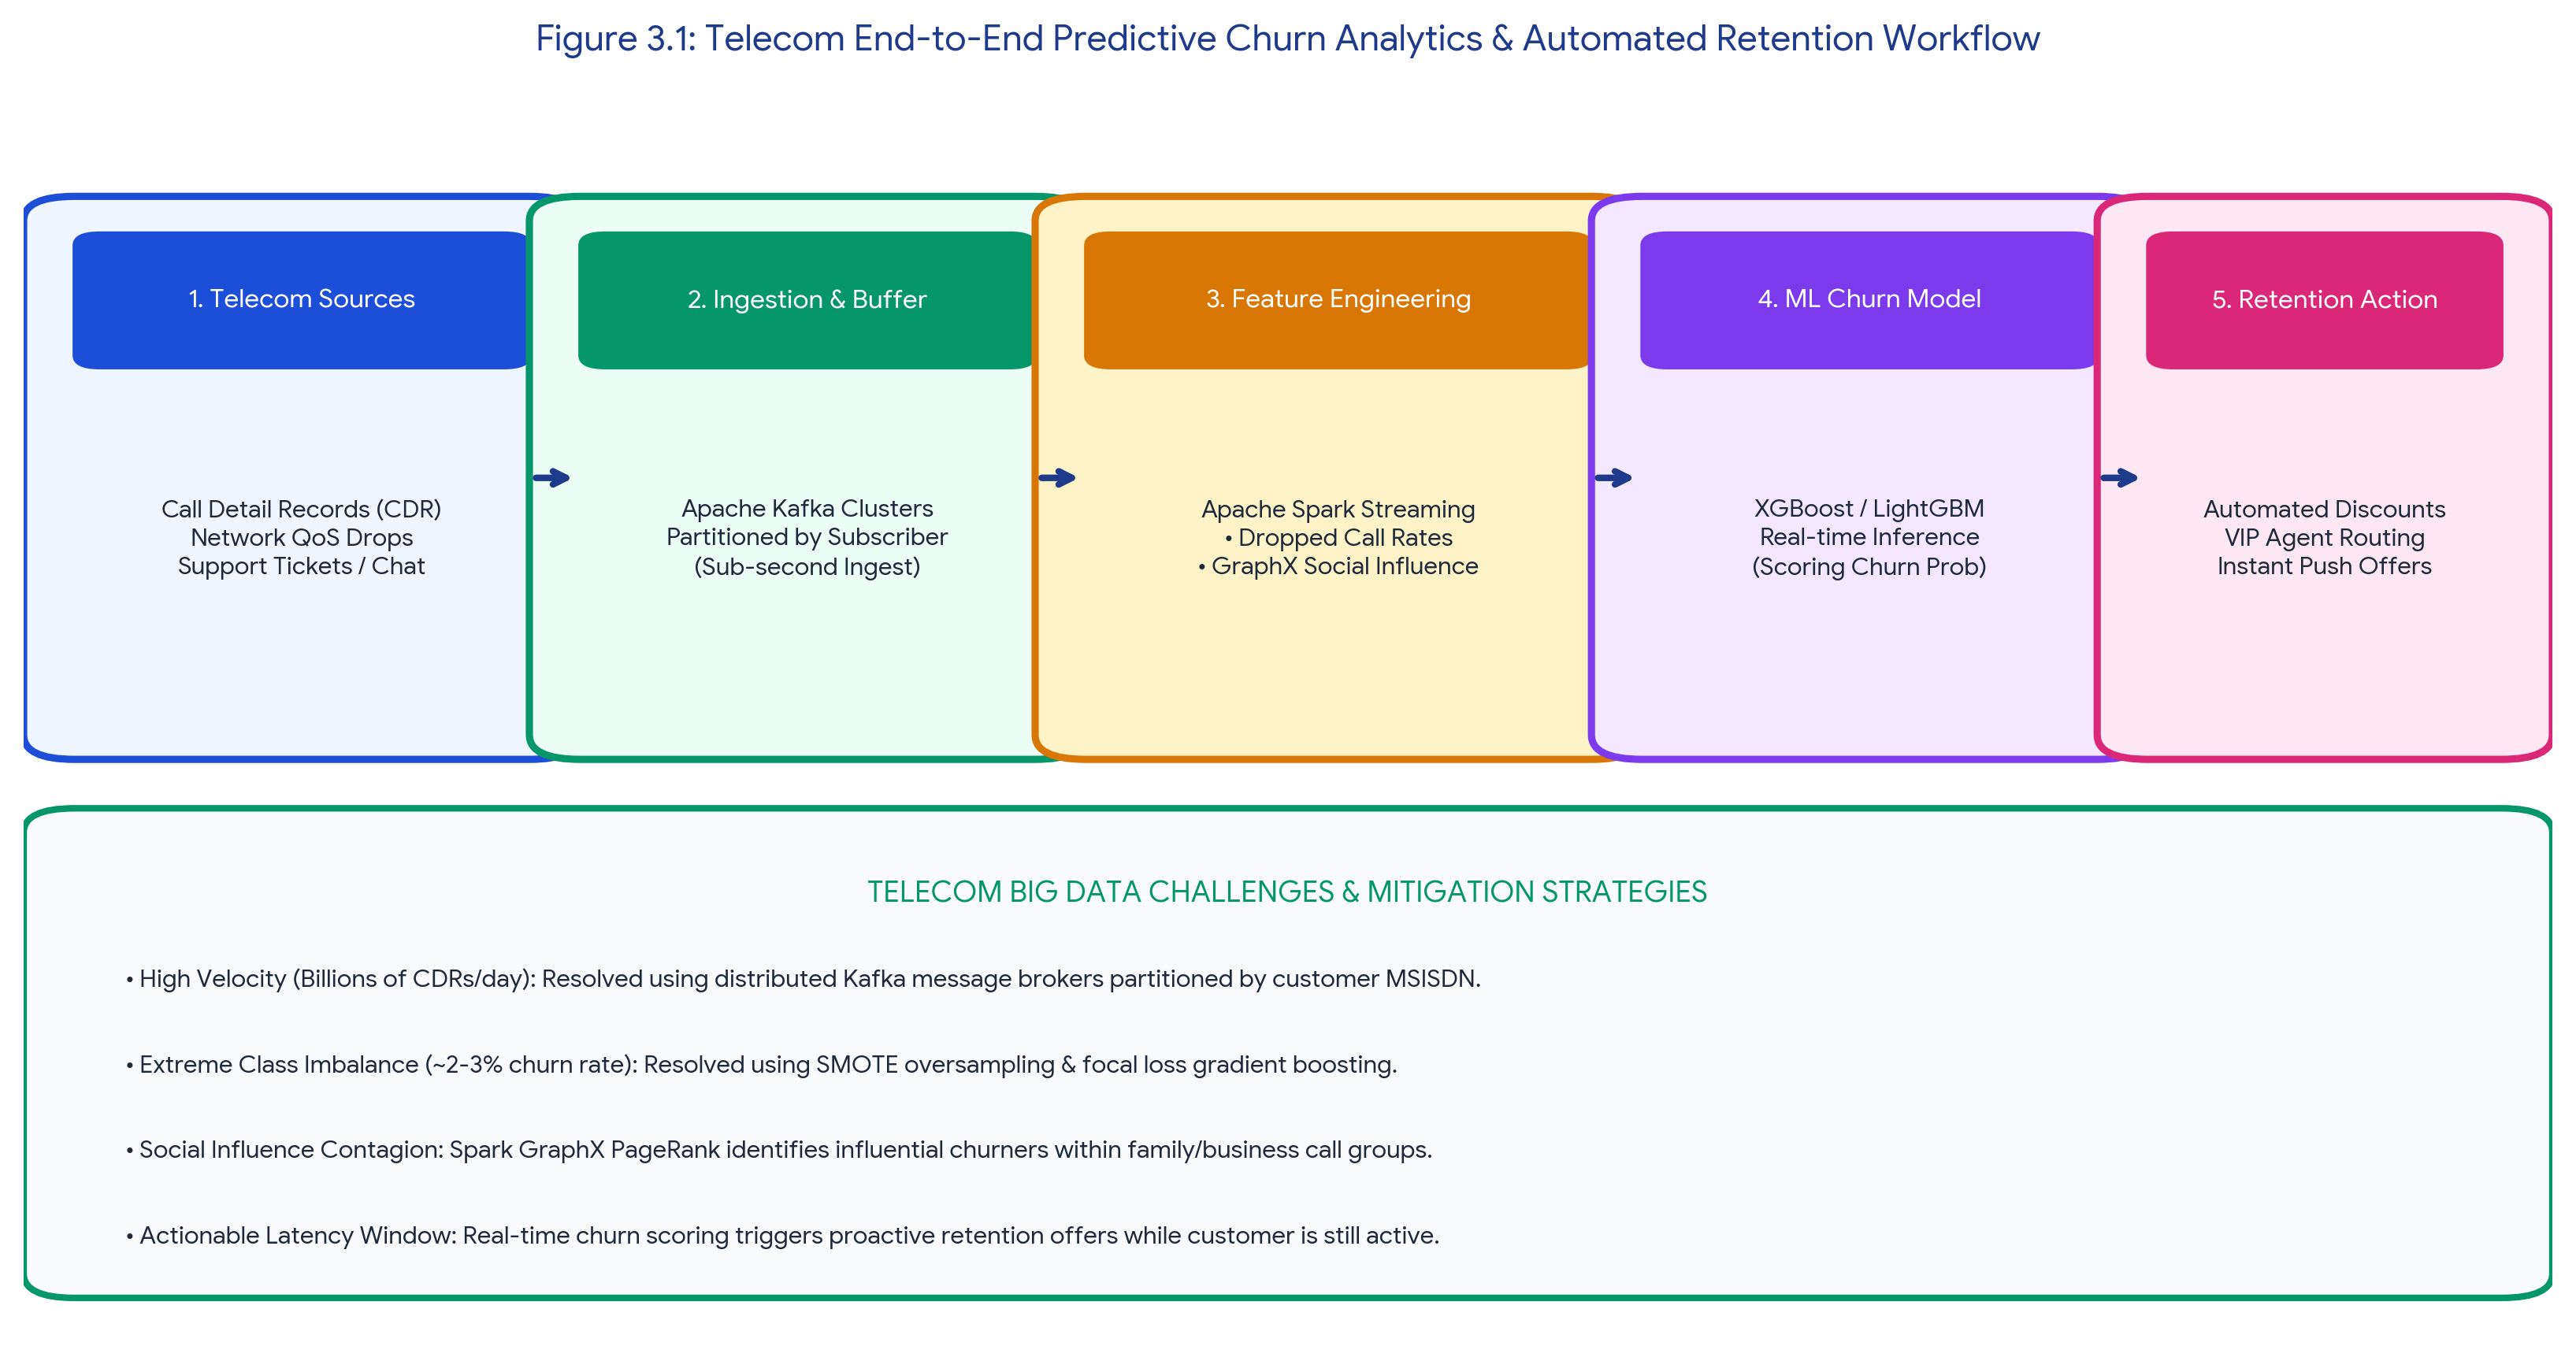 Figure 3.1: Telecom End-to-End Predictive Churn Analytics & Automated Retention Workflow
1. Telecom Sources
Call Detail Records (CDR)
Network QoS Drops
Support Tickets / Chat
2. Ingestion & Buffer
Apache Kafka Clusters
Partitioned by Subscriber
(Sub-second Ingest)
3. Feature Engineering
Apache Spark Streaming
• Dropped Call Rates
• GraphX Social Influence
4. ML Churn Model
XGBoost / LightGBM
Real-time Inference
(Scoring Churn Prob)
5. Retention Action
Automated Discounts
VIP Agent Routing
Instant Push Offers
TELECOM BIG DATA CHALLENGES & MITIGATION STRATEGIES
• High Velocity (Billions of CDRs/day): Resolved using distributed Kafka message brokers partitioned by customer MSISDN.
• Extreme Class Imbalance (~2-3% churn rate): Resolved using SMOTE oversampling & focal loss gradient boosting.
• Social Influence Contagion: Spark GraphX PageRank identifies influential churners within family/business call groups.
• Actionable Latency Window: Real-time churn scoring triggers proactive retention offers while customer is still active.